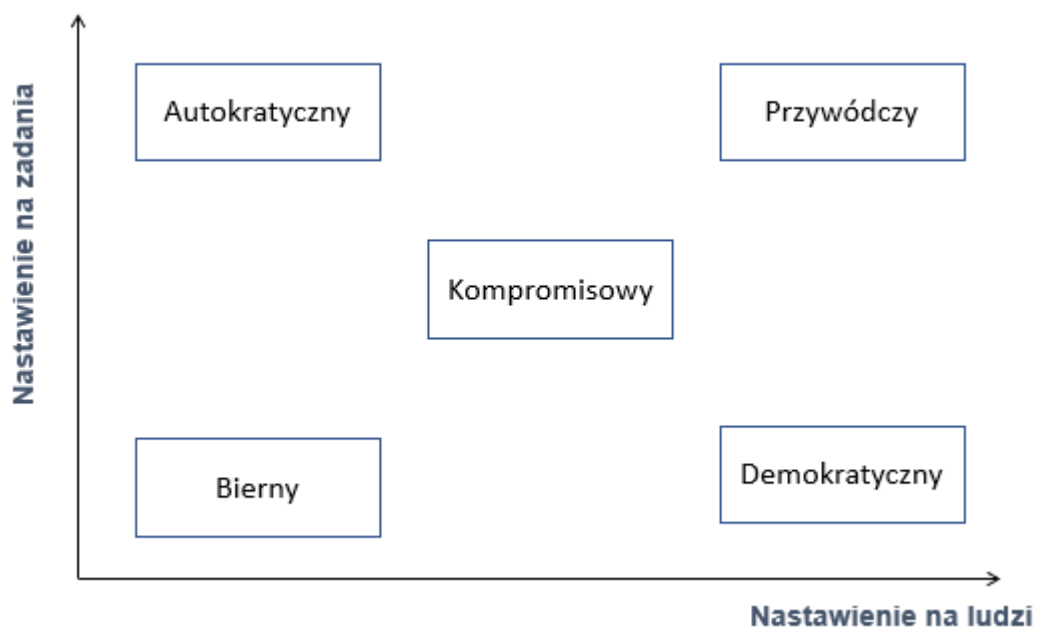 Nastawienie na zadania
Autokratyczny
Przywódczy
Kompromisowy
Bierny
Demokratyczny
Nastawienie na ludzi